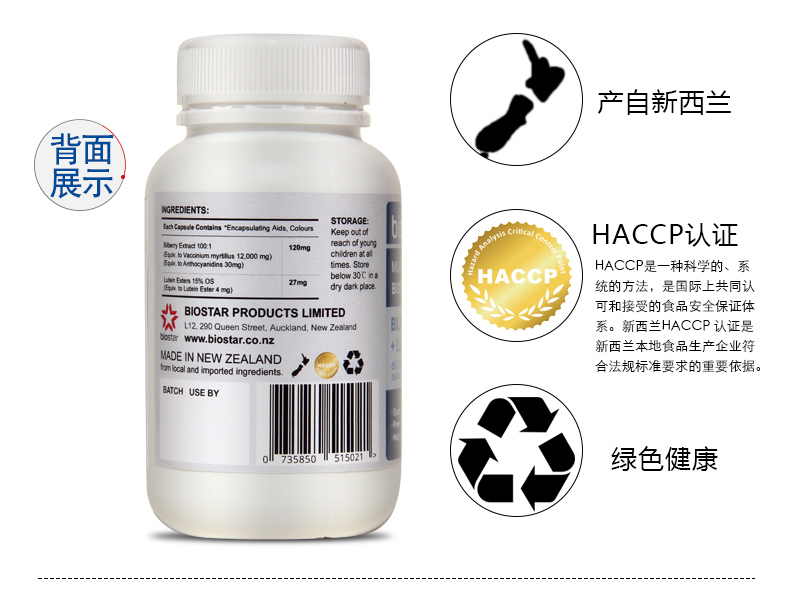 背面
展示
INGREDIENTS:
Each Capsule Contains *Encapsulating Aids, Colours
Bilberry Extract 100:1 120mg
(Equiv. to Vaccinium myrtillus 12,000 mg)
(Equiv. to Anthocyanidins 30mg)
Lutein Esters 15% OS 27mg
(Equiv. to Lutein Ester 4 mg)
STORAGE:
Keep out of
reach of young
children at all
times. Store
below 30℃ in a
dry dark place.
biostar
BIOSTAR PRODUCTS LIMITED
L12, 290 Queen Street, Auckland, New Zealand
www.biostar.co.nz
MADE IN NEW ZEALAND
from local and imported ingredients.
HACCP
BATCH USE BY
0 735850 515021 >
产自新西兰
Hazard Analysis Critical Control Point
HACCP
HACCP认证
HACCP是一种科学的、系
统的方法，是国际上共同认
可和接受的食品安全保证体
系。新西兰HACCP 认证是
新西兰本地食品生产企业符
合法规标准要求的重要依据。
绿色健康